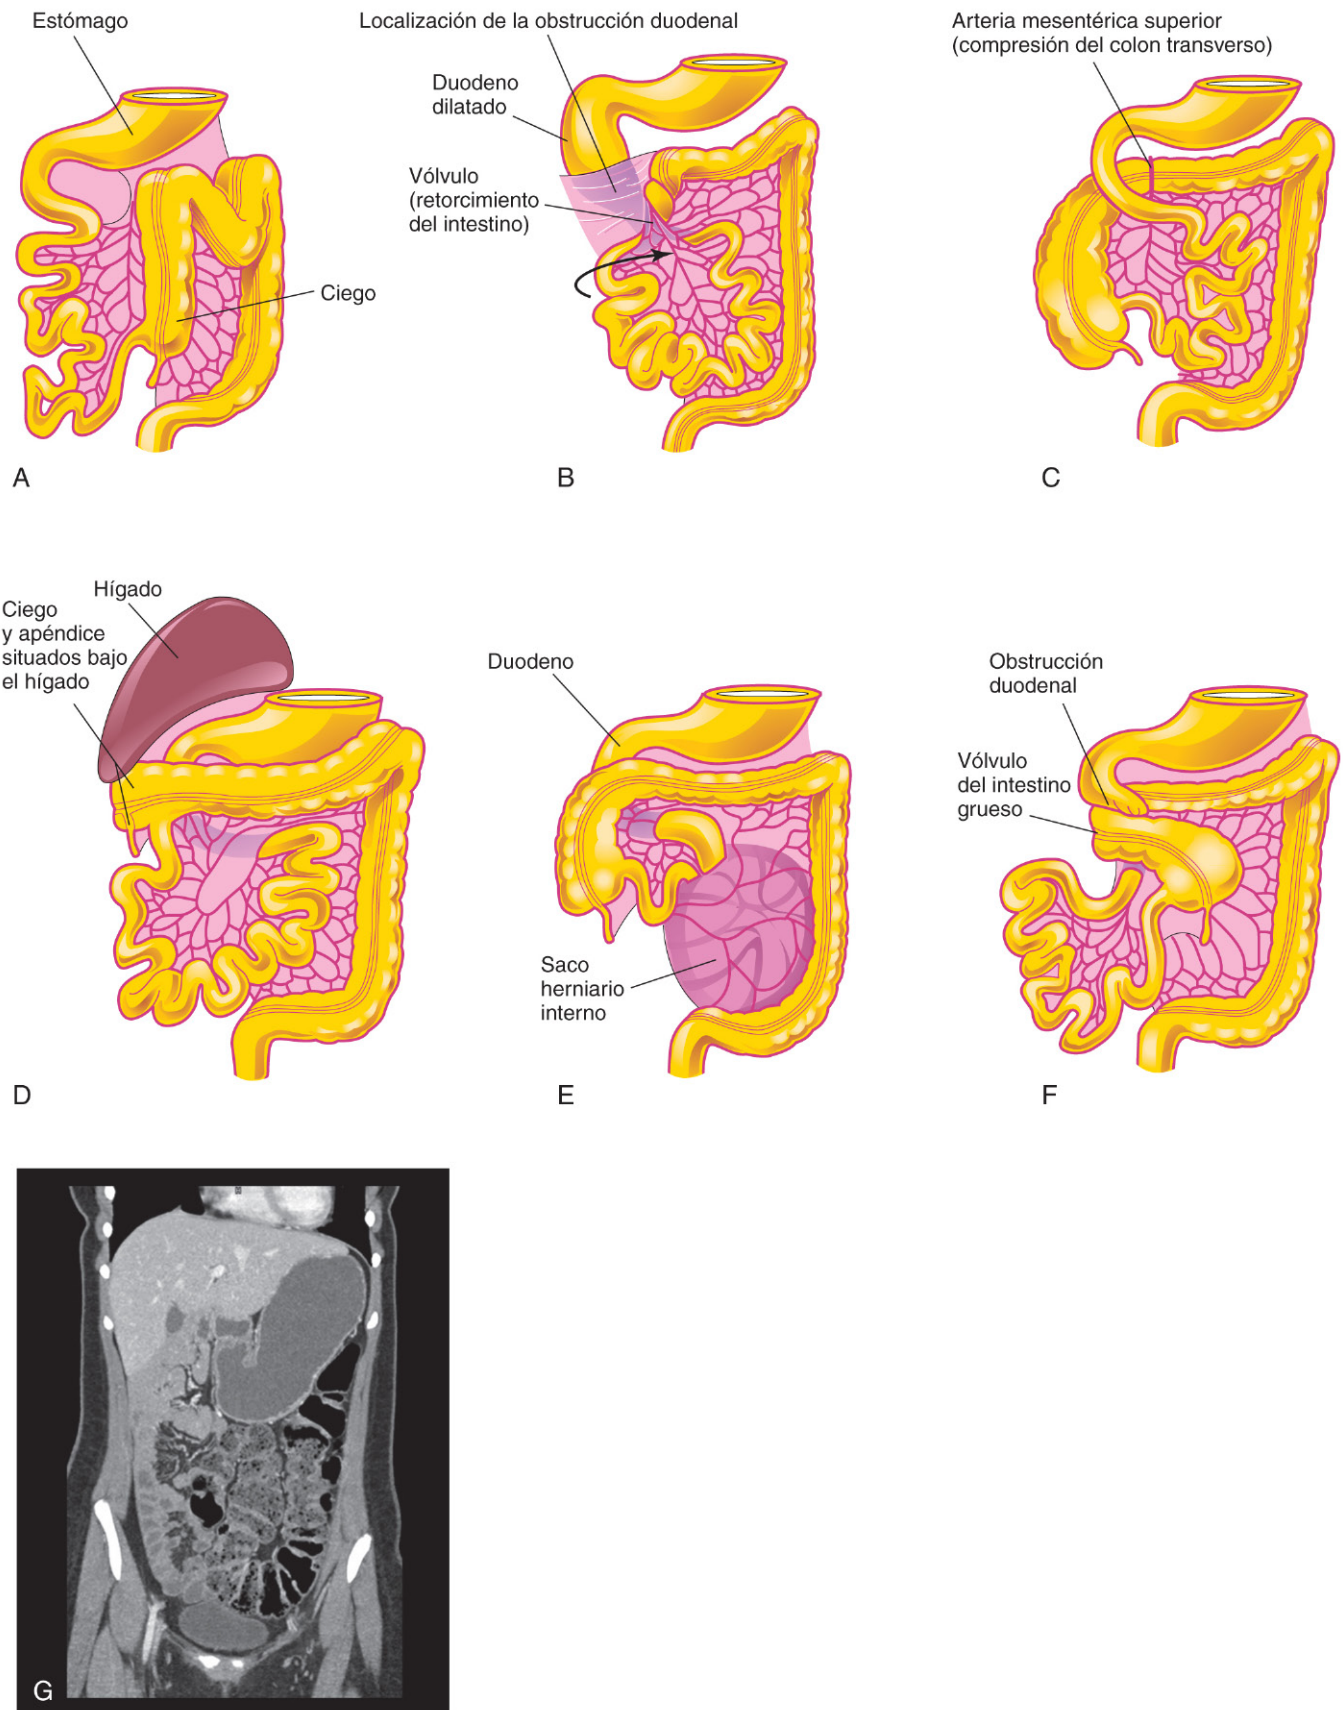 Estómago
Ciego
A
Localización de la obstrucción duodenal
Duodeno
dilatado
Vólvulo
(retorcimiento
del intestino)
B
Arteria mesentérica superior
(compresión del colon transverso)
C
Hígado
Ciego
y apéndice
situados bajo
el hígado
D
Duodeno
Saco
herniario
interno
E
Obstrucción
duodenal
Vólvulo
del intestino
grueso
F
G